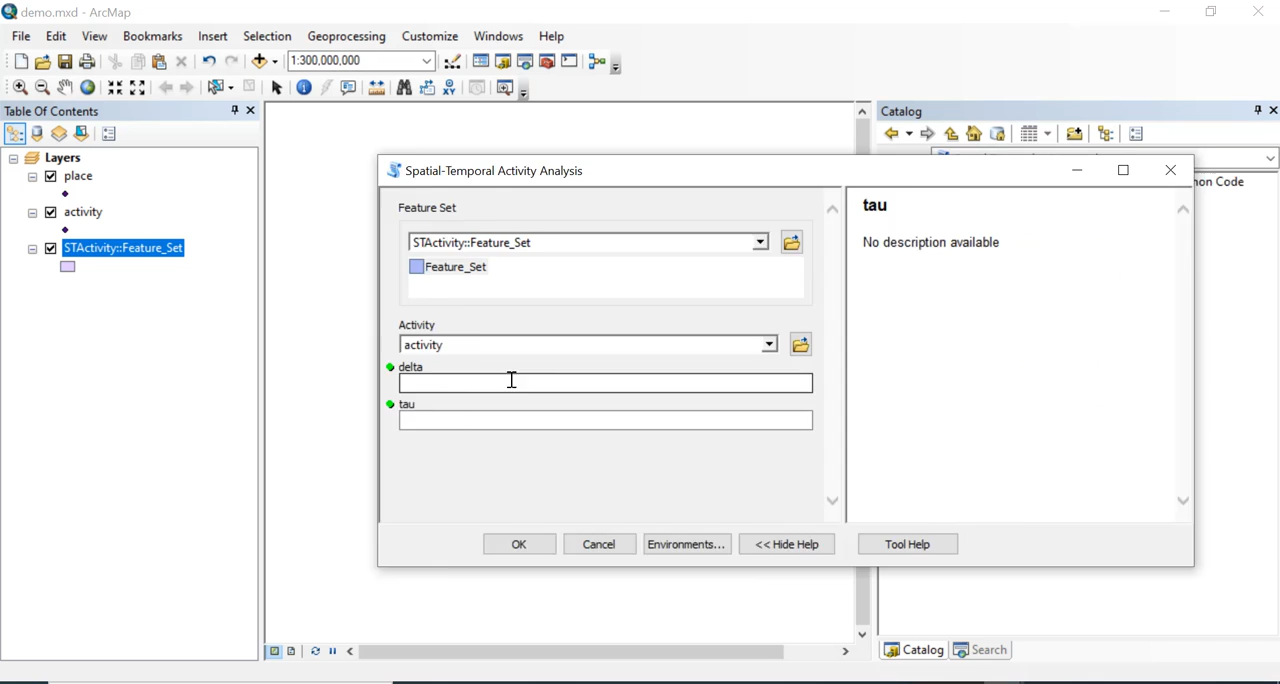 demo.mxd - ArcMap
File Edit View Bookmarks Insert Selection Geoprocessing Customize Windows Help
1:300,000,000
Table Of Contents
Layers
place
activity
STActivity::Feature_Set
Spatial-Temporal Activity Analysis
Feature Set
STActivity::Feature_Set
Feature_Set
Activity
activity
delta
tau
OK Cancel Environments... << Hide Help Tool Help
tau
No description available
Catalog
on Code
Catalog Search